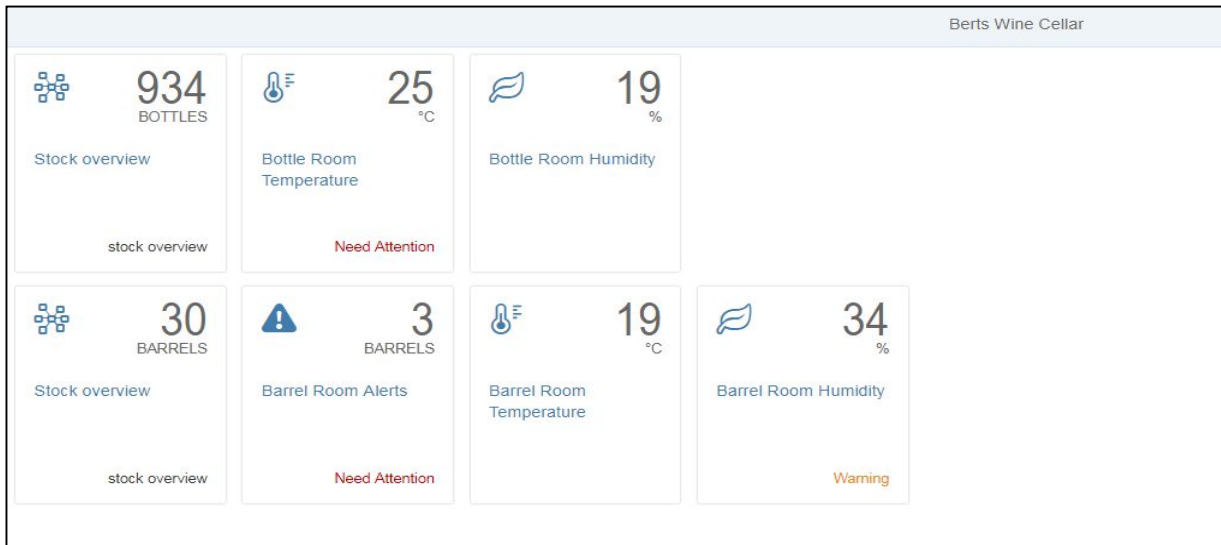 Berts Wine Cellar
934
BOTTLES
Stock overview
stock overview
25
°C
Bottle Room
Temperature
Need Attention
19
%
Bottle Room Humidity
30
BARRELS
Stock overview
stock overview
3
BARRELS
Barrel Room Alerts
Need Attention
19
°C
Barrel Room
Temperature
34
%
Barrel Room Humidity
Warning